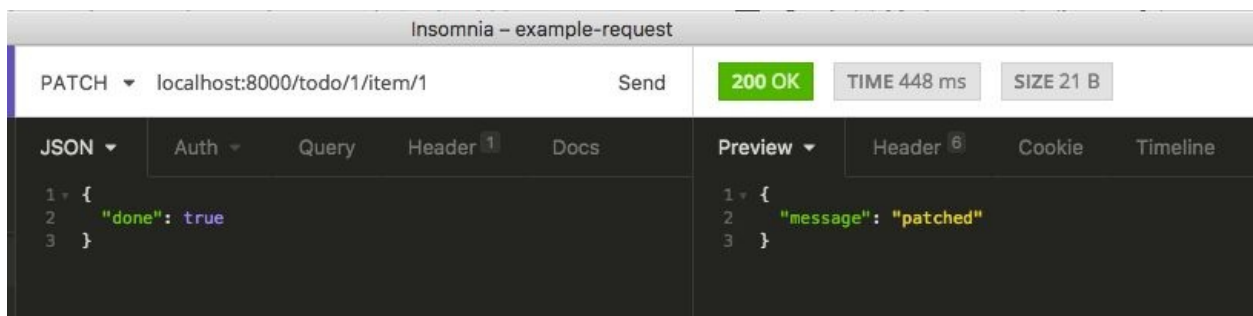 Insomnia – example-request
PATCH localhost:8000/todo/1/item/1 Send
200 OK TIME 448 ms SIZE 21 B
JSON Auth Query Header 1 Docs
1 {
2 "done": true
3 }
Preview Header 6 Cookie Timeline
1 {
2 "message": "patched"
3 }